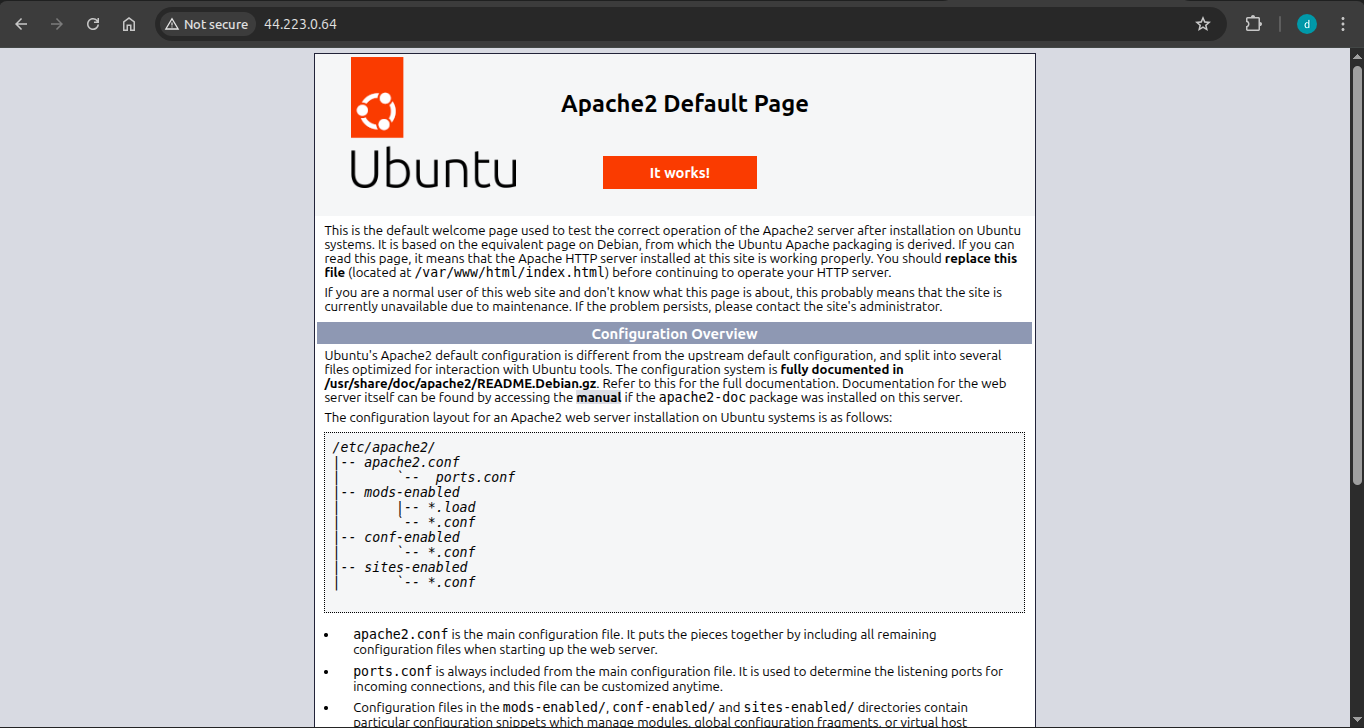 Not secure 44.223.0.64 d
Apache2 Default Page
Ubuntu
It works!
This is the default welcome page used to test the correct operation of the Apache2 server after installation on Ubuntu
systems. It is based on the equivalent page on Debian, from which the Ubuntu Apache packaging is derived. If you can
read this page, it means that the Apache HTTP server installed at this site is working properly. You should replace this
file (located at /var/www/html/index.html) before continuing to operate your HTTP server.
If you are a normal user of this web site and don't know what this page is about, this probably means that the site is
currently unavailable due to maintenance. If the problem persists, please contact the site's administrator.
Configuration Overview
Ubuntu's Apache2 default configuration is different from the upstream default configuration, and split into several
files optimized for interaction with Ubuntu tools. The configuration system is fully documented in
/usr/share/doc/apache2/README.Debian.gz. Refer to this for the full documentation. Documentation for the web
server itself can be found by accessing the manual if the apache2-doc package was installed on this server.
The configuration layout for an Apache2 web server installation on Ubuntu systems is as follows:
/etc/apache2/
|-- apache2.conf
|       `--  ports.conf
|-- mods-enabled
|       |-- *.load
|       `-- *.conf
|-- conf-enabled
|       `-- *.conf
|-- sites-enabled
|       `-- *.conf
• apache2.conf is the main configuration file. It puts the pieces together by including all remaining
configuration files when starting up the web server.
• ports.conf is always included from the main configuration file. It is used to determine the listening ports for
incoming connections, and this file can be customized anytime.
• Configuration files in the mods-enabled/, conf-enabled/ and sites-enabled/ directories contain
particular configuration snippets which manage modules, global configuration fragments, or virtual host